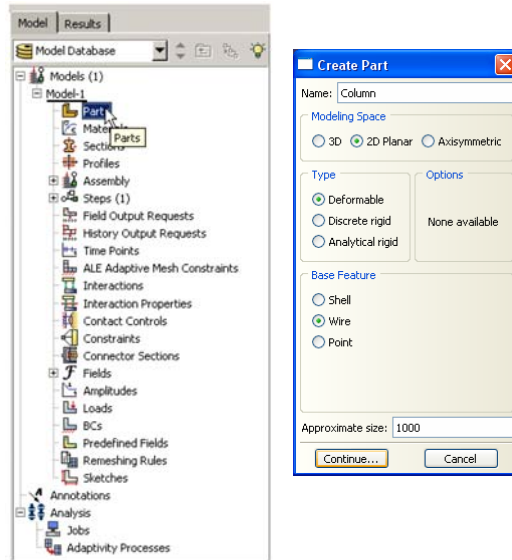 Model Results
Model Database
Models (1)
Model-1
Part
Parts
Profiles
Assembly
Steps (1)
Field Output Requests
History Output Requests
Time Points
ALE Adaptive Mesh Constraints
Interactions
Interaction Properties
Contact Controls
Constraints
Connector Sections
Fields
Amplitudes
Loads
BCs
Predefined Fields
Remeshing Rules
Sketches
Annotations
Analysis
Jobs
Adaptivity Processes
Create Part
Name: Column
Modeling Space
3D 2D Planar Axisymmetric
Type
Deformable
Discrete rigid
Analytical rigid
Options
None available
Base Feature
Shell
Wire
Point
Approximate size: 1000
Continue... Cancel